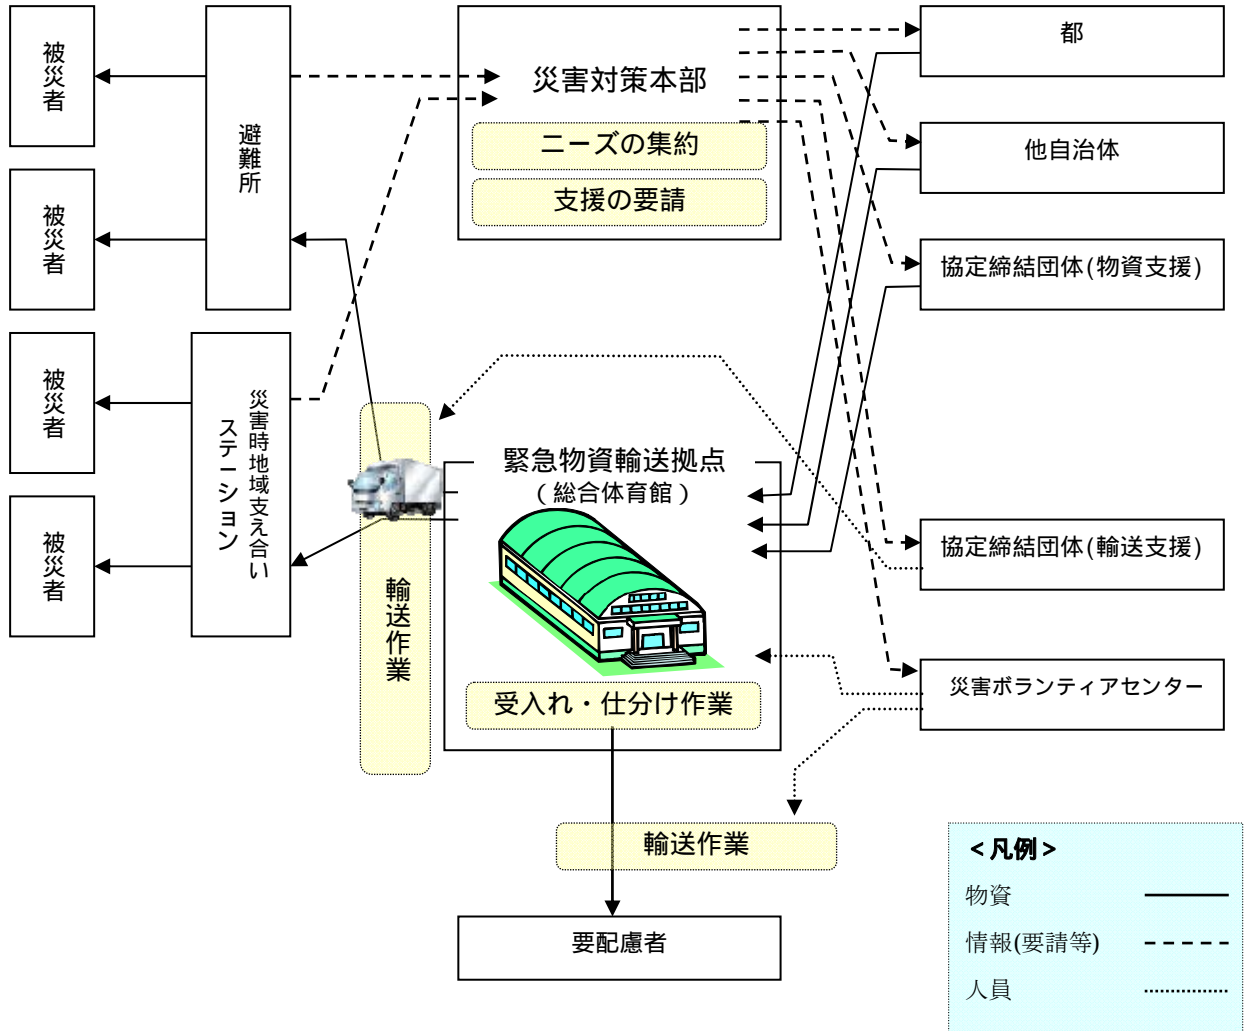 被災者
被災者
避難所
災害対策本部
ニーズの集約
支援の要請
都
他自治体
協定締結団体(物資支援)
被災者
被災者
災害時地域支え合い
ステーション
輸送作業
緊急物資輸送拠点
(総合体育館)
受入れ・仕分け作業
協定締結団体(輸送支援)
災害ボランティアセンター
輸送作業
要配慮者
<凡例>
物資
情報(要請等)
人員